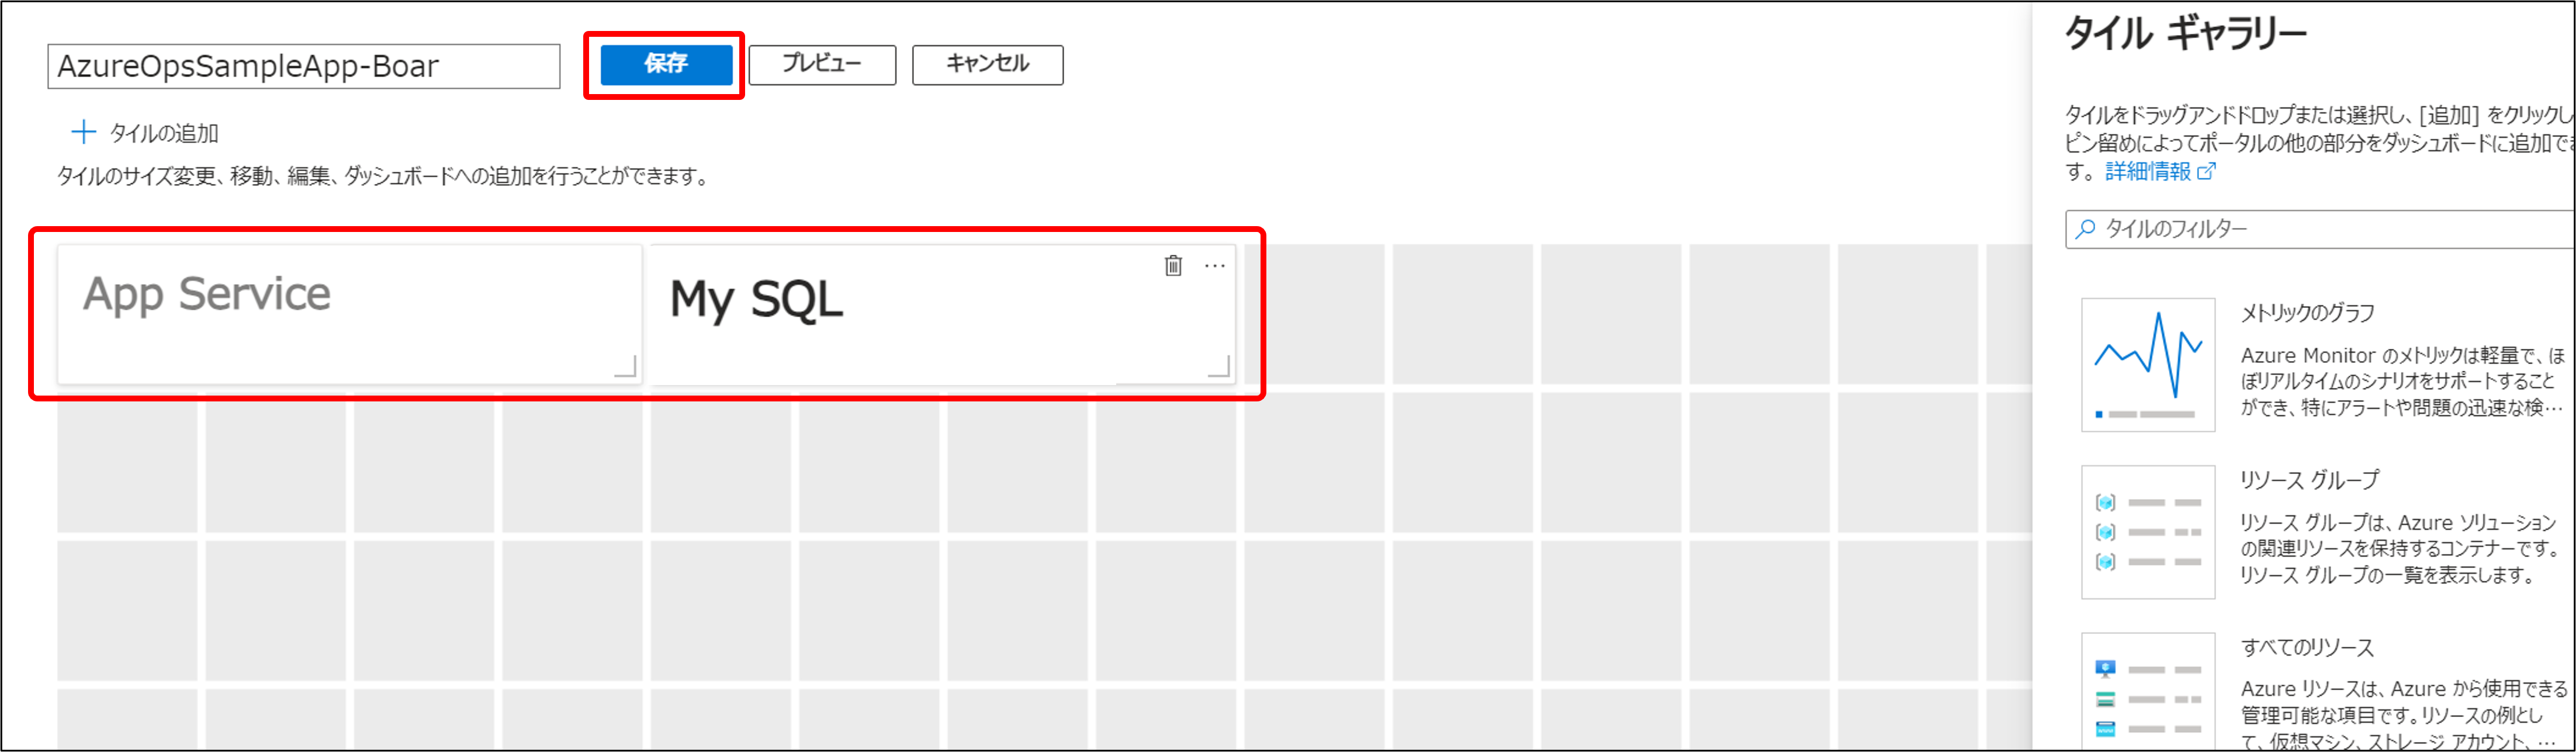 AzureOpsSampleApp-Boar
保存
プレビュー
キャンセル
タイルの追加
タイルのサイズ変更、移動、編集、ダッシュボードへの追加を行うことができます。
App Service
My SQL
タイル ギャラリー
タイルをドラッグアンドドロップまたは選択し、[追加] をクリックし
ピン留めによってポータルの他の部分をダッシュボードに追加でき
す。 詳細情報
タイルのフィルター
メトリックのグラフ
Azure Monitor のメトリックは軽量で、ほ
ぼリアルタイムのシナリオをサポートすること
ができ、特にアラートや問題の迅速な検…
リソース グループ
リソース グループは、Azure ソリューション
の関連リソースを保持するコンテナーです。
リソース グループの一覧を表示します。
すべてのリソース
Azure リソースは、Azure から使用できる
管理可能な項目です。リソースの例とし
て、仮想マシン、ストレージ アカウント、…